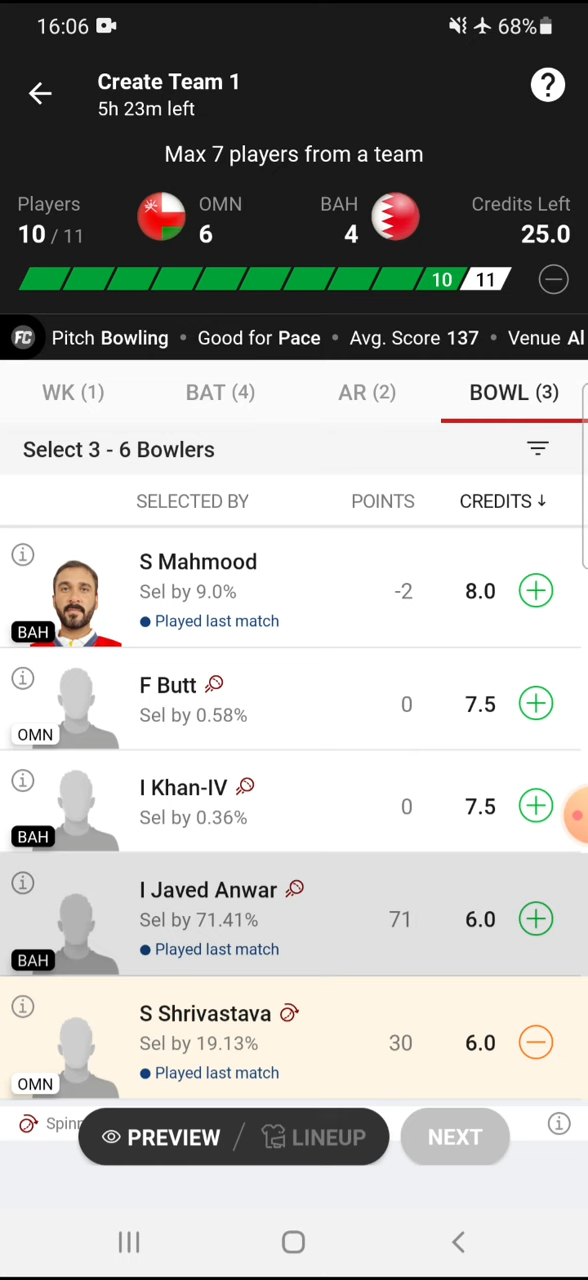 16:06 68%
Create Team 1
5h 23m left
?
Max 7 players from a team
Players OMN BAH Credits Left
10 / 11 6 4 25.0
10 11
FC Pitch Bowling • Good for Pace • Avg. Score 137 • Venue Al
WK (1) BAT (4) AR (2) BOWL (3)
Select 3 - 6 Bowlers
SELECTED BY POINTS CREDITS ↓
S Mahmood
Sel by 9.0% -2 8.0
Played last match
BAH
F Butt
Sel by 0.58% 0 7.5
OMN
I Khan-IV
Sel by 0.36% 0 7.5
BAH
I Javed Anwar
Sel by 71.41% 71 6.0
Played last match
BAH
S Shrivastava
Sel by 19.13% 30 6.0
Played last match
OMN
Spinn
PREVIEW / LINEUP NEXT